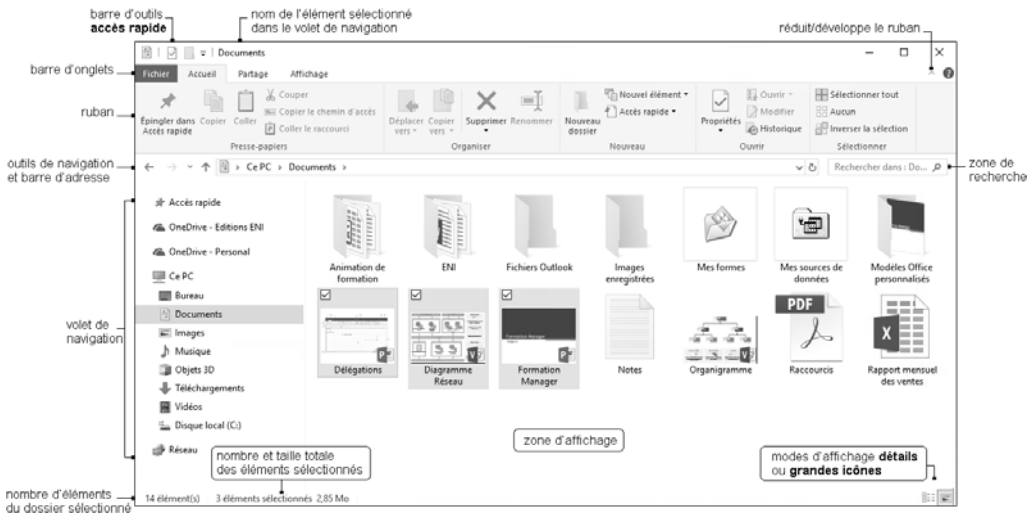 barre d'outils
accès rapide
nom de l'élément sélectionné
dans le volet de navigation
réduit/développe le ruban
Documents
barre d'onglets
Fichier
Accueil
Partage
Affichage
ruban
Épingler dans
Accès rapide
Copier
Coller
Couper
Copier le chemin d'accès
Coller le raccourci
Presse-papiers
Déplacer
vers
Copier
vers
Supprimer
Renommer
Organiser
Nouveau
dossier
Nouvel élément
Accès rapide
Nouveau
Propriétés
Ouvrir
Modifier
Historique
Ouvrir
Sélectionner tout
Aucun
Inverser la sélection
Sélectionner
outils de navigation
et barre d'adresse
> Ce PC > Documents >
Rechercher dans : Do...
zone de
recherche
volet de
navigation
Accès rapide
OneDrive - Editions ENI
OneDrive - Personal
Ce PC
Bureau
Documents
Images
Musique
Objets 3D
Téléchargements
Vidéos
Disque local (C:)
Réseau
Animation de
formation
ENI
Fichiers Outlook
Images
enregistrées
Mes formes
Mes sources de
données
Modèles Office
personnalisés
Délégations
Diagramme
Réseau
Formation
Manager
Notes
Organigramme
PDF
Raccourcis
Rapport mensuel
des ventes
zone d'affichage
nombre et taille totale
des éléments sélectionnés
modes d'affichage détails
ou grandes icônes
nombre d'éléments
du dossier sélectionné
14 élément(s)
3 éléments sélectionnés 2,85 Mo